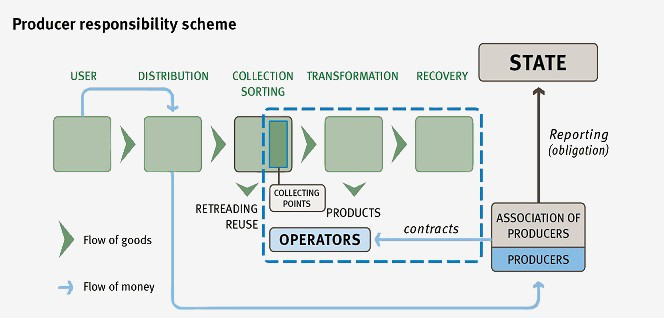 Producer responsibility scheme
STATE
USER
DISTRIBUTION
COLLECTION
SORTING
TRANSFORMATION
RECOVERY
Reporting
(obligation)
COLLECTING
POINTS
RETREADING
REUSE
PRODUCTS
ASSOCIATION OF
PRODUCERS
PRODUCERS
contracts
OPERATORS
Flow of goods
Flow of money